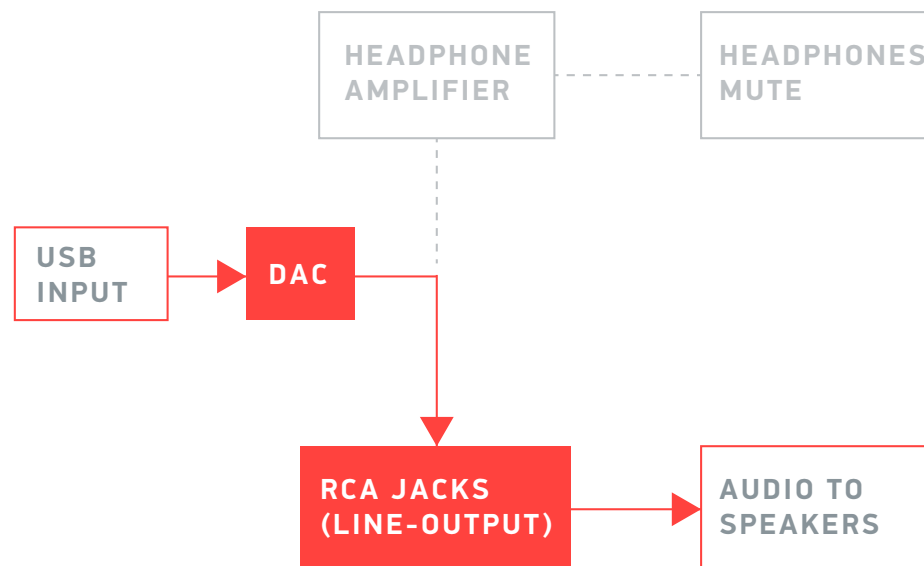 HEADPHONE
AMPLIFIER
HEADPHONES
MUTE
USB
INPUT
DAC
RCA JACKS
(LINE-OUTPUT)
AUDIO TO
SPEAKERS